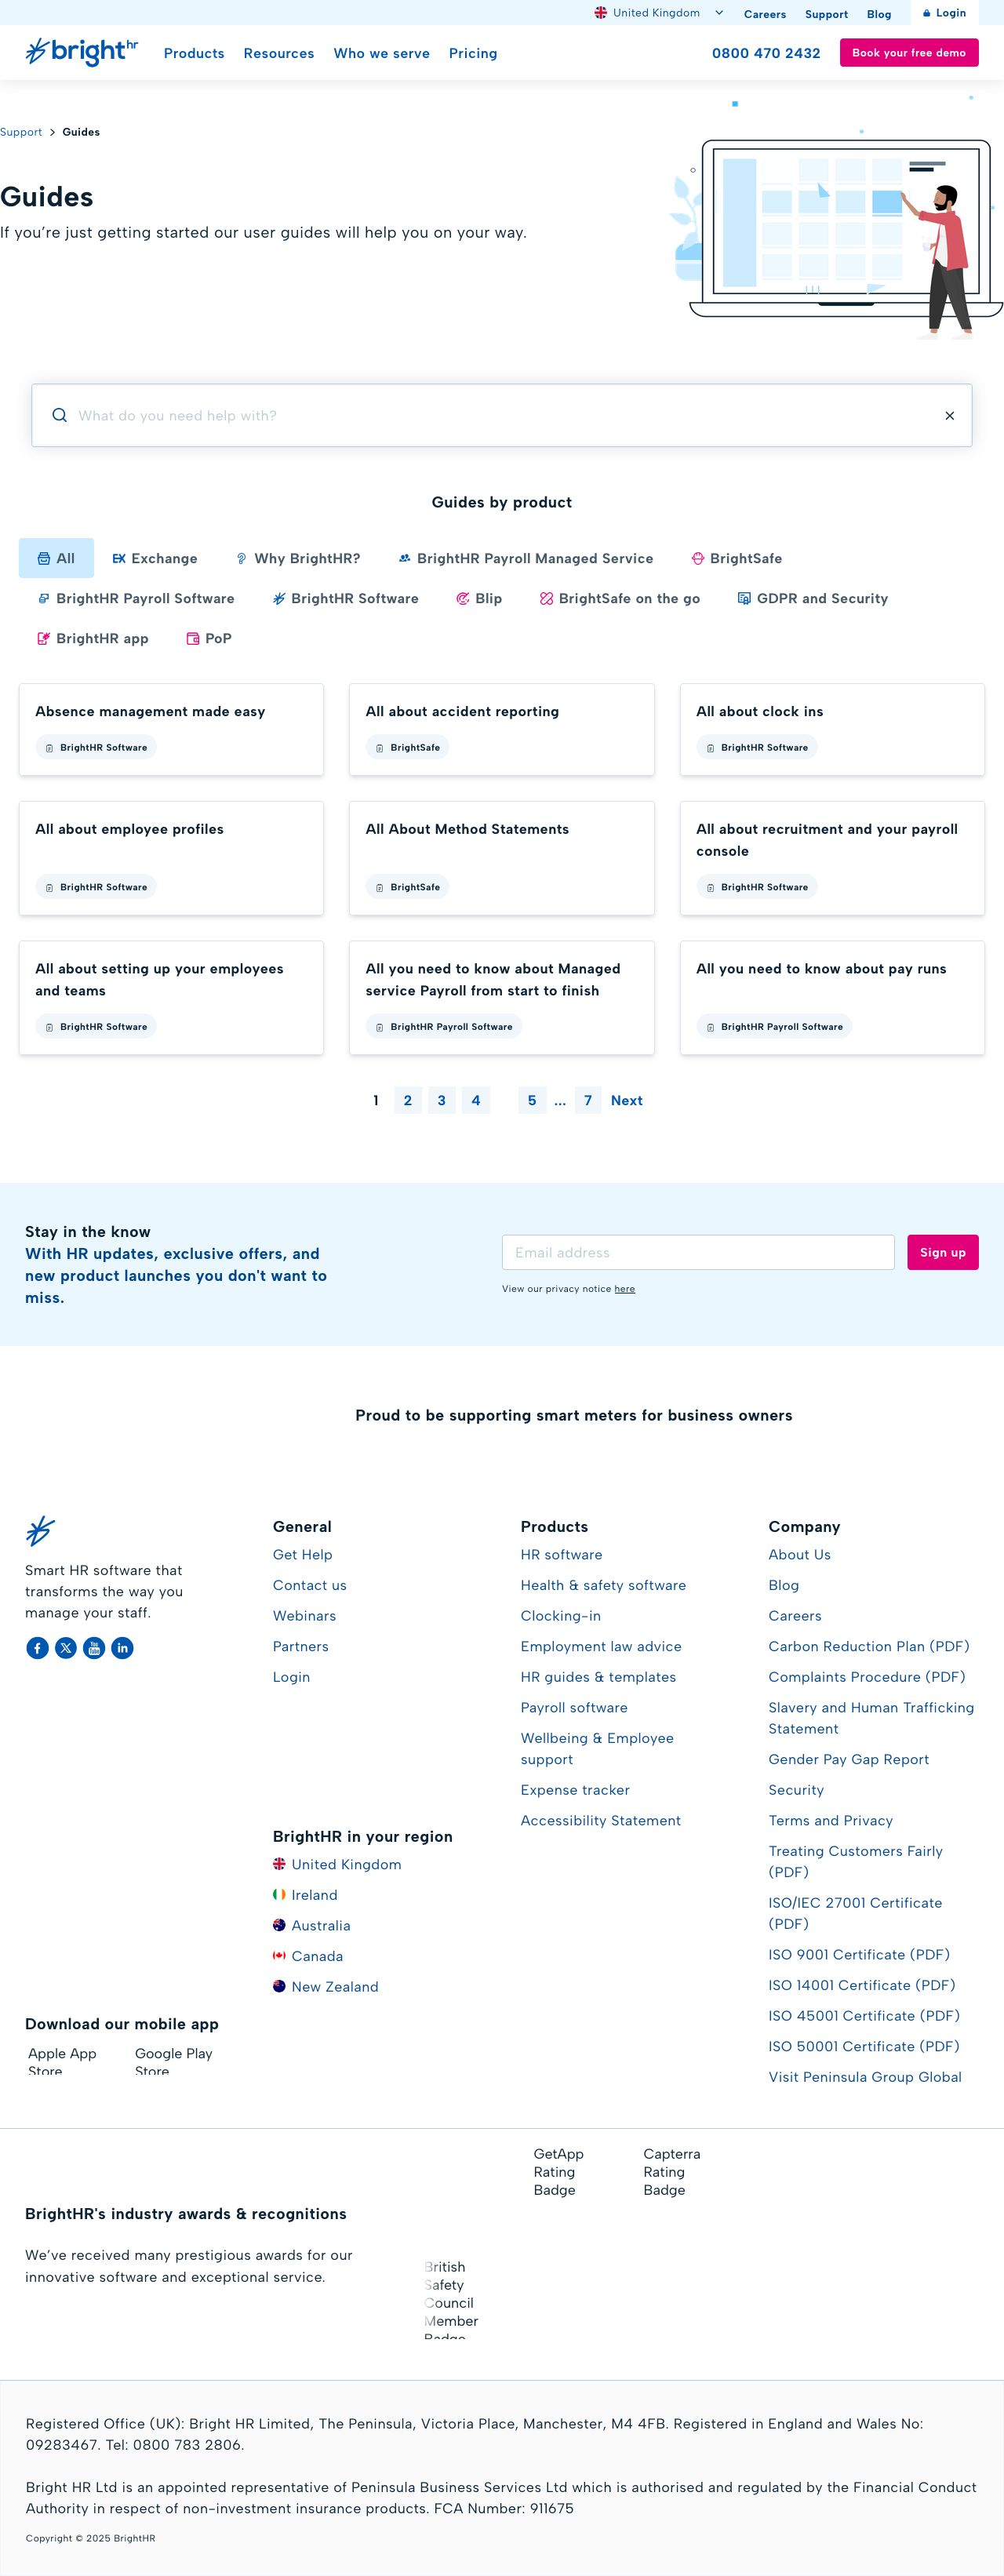 United Kingdom
Careers
Support
Blog
Login
brighthr
Products
Resources
Who we serve
Pricing
0800 470 2432
Book your free demo
Support
Guides
Guides
If you’re just getting started our user guides will help you on your way.
What do you need help with?
Guides by product
All
Exchange
Why BrightHR?
BrightHR Payroll Managed Service
BrightSafe
BrightHR Payroll Software
BrightHR Software
Blip
BrightSafe on the go
GDPR and Security
BrightHR app
PoP
Absence management made easy
BrightHR Software
All about accident reporting
BrightSafe
All about clock ins
BrightHR Software
All about employee profiles
BrightHR Software
All About Method Statements
BrightSafe
All about recruitment and your payroll
console
BrightHR Software
All about setting up your employees
and teams
BrightHR Software
All you need to know about Managed
service Payroll from start to finish
BrightHR Payroll Software
All you need to know about pay runs
BrightHR Payroll Software
1 2 3 4 5 ... 7 Next
Stay in the know
With HR updates, exclusive offers, and
new product launches you don't want to
miss.
Email address
Sign up
View our privacy notice here
Proud to be supporting smart meters for business owners
Smart HR software that
transforms the way you
manage your staff.
General
Get Help
Contact us
Webinars
Partners
Login
BrightHR in your region
United Kingdom
Ireland
Australia
Canada
New Zealand
Products
HR software
Health & safety software
Clocking-in
Employment law advice
HR guides & templates
Payroll software
Wellbeing & Employee
support
Expense tracker
Accessibility Statement
Company
About Us
Blog
Careers
Carbon Reduction Plan (PDF)
Complaints Procedure (PDF)
Slavery and Human Trafficking
Statement
Gender Pay Gap Report
Security
Terms and Privacy
Treating Customers Fairly
(PDF)
ISO/IEC 27001 Certificate
(PDF)
ISO 9001 Certificate (PDF)
ISO 14001 Certificate (PDF)
ISO 45001 Certificate (PDF)
ISO 50001 Certificate (PDF)
Visit Peninsula Group Global
Download our mobile app
Apple App
Store
Google Play
Store
GetApp
Rating
Badge
Capterra
Rating
Badge
BrightHR's industry awards & recognitions
We’ve received many prestigious awards for our
innovative software and exceptional service.
British
Safety
Council
Member
Badge
Registered Office (UK): Bright HR Limited, The Peninsula, Victoria Place, Manchester, M4 4FB. Registered in England and Wales No:
09283467. Tel: 0800 783 2806.
Bright HR Ltd is an appointed representative of Peninsula Business Services Ltd which is authorised and regulated by the Financial Conduct
Authority in respect of non-investment insurance products. FCA Number: 911675
Copyright © 2025 BrightHR